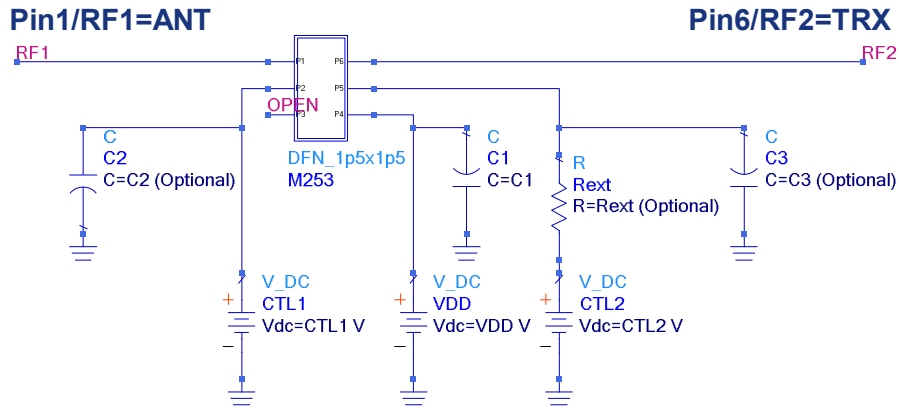 Pin1/RF1=ANT
Pin6/RF2=TRX
RF1
RF2
P1
P6
P2
P5
OPEN
P3
P4
DFN_1p5x1p5
M253
C
C2
C=C2 (Optional)
C
C1
C=C1
R
Rext
R=Rext (Optional)
C
C3
C=C3 (Optional)
+
V_DC
CTL1
Vdc=CTL1 V
−
+
V_DC
VDD
Vdc=VDD V
−
+
V_DC
CTL2
Vdc=CTL2 V
−